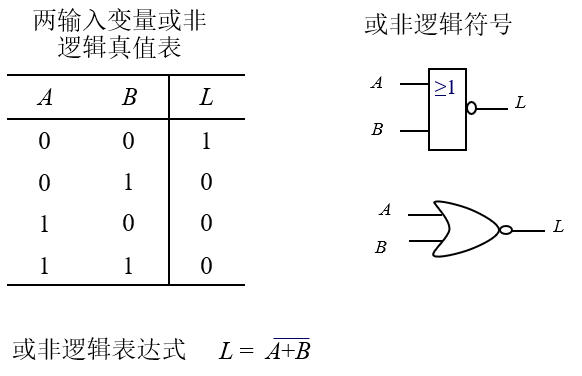 两输入变量或非
逻辑真值表
A B L
0 0 1
0 1 0
1 0 0
1 1 0
或非逻辑符号
A
B
≥1
L
A
B
L
或非逻辑表达式 L = A̅+̅B̅